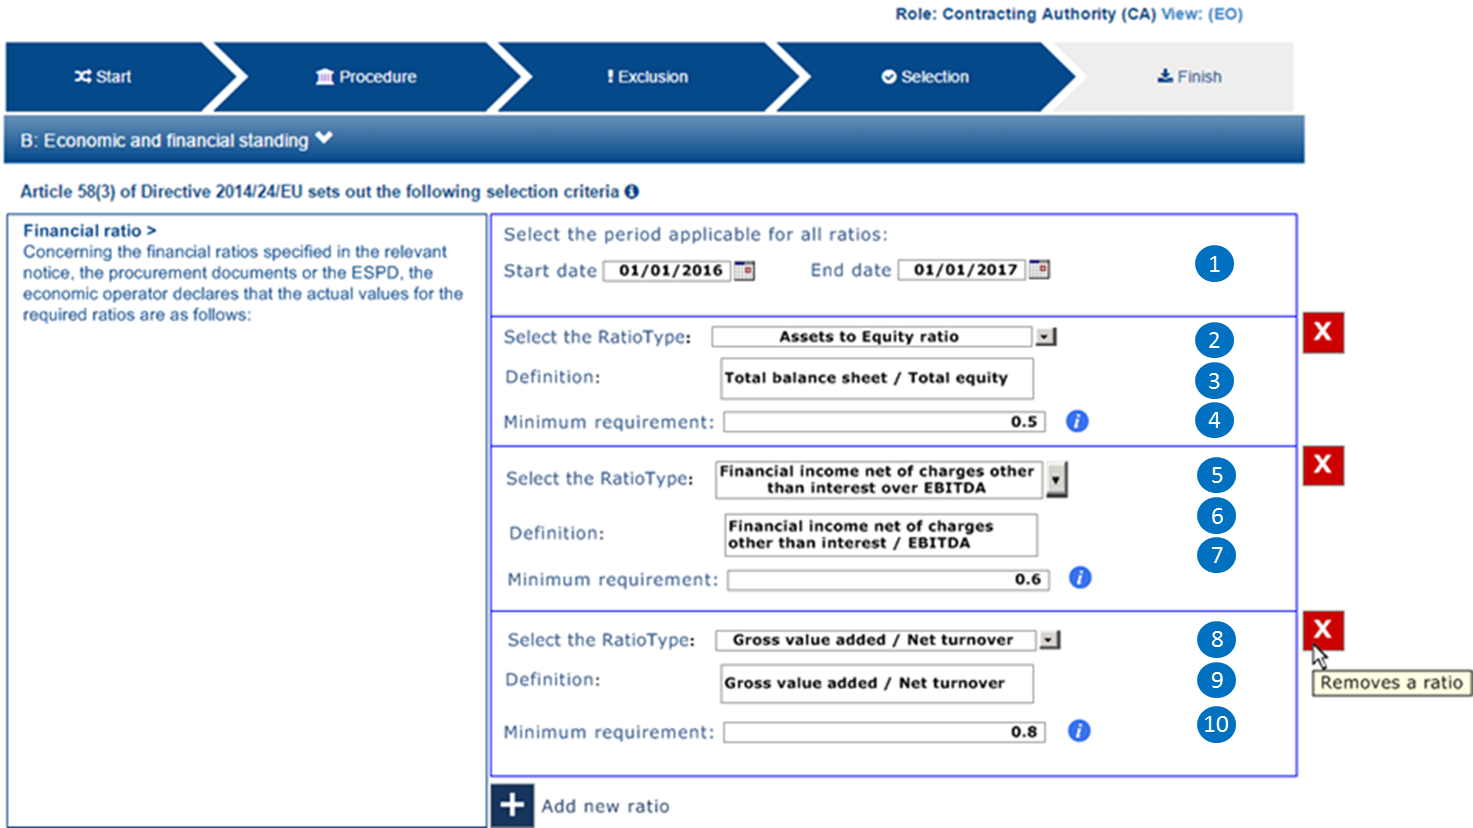 Role: Contracting Authority (CA) View: (EO)
Start
Procedure
! Exclusion
Selection
Finish
B: Economic and financial standing
Article 58(3) of Directive 2014/24/EU sets out the following selection criteria
Financial ratio >
Concerning the financial ratios specified in the relevant
notice, the procurement documents or the ESPD, the
economic operator declares that the actual values for the
required ratios are as follows:
Select the period applicable for all ratios:
Start date 01/01/2016 End date 01/01/2017 1
Select the RatioType: Assets to Equity ratio 2 X
Definition: Total balance sheet / Total equity 3
Minimum requirement: 0.5 i 4
Select the RatioType: Financial income net of charges other
than interest over EBITDA 5 X
6
Definition: Financial income net of charges
other than interest / EBITDA 7
Minimum requirement: 0.6 i
Select the RatioType: Gross value added / Net turnover 8 X
Definition: Gross value added / Net turnover 9
Removes a ratio
Minimum requirement: 0.8 i 10
+ Add new ratio